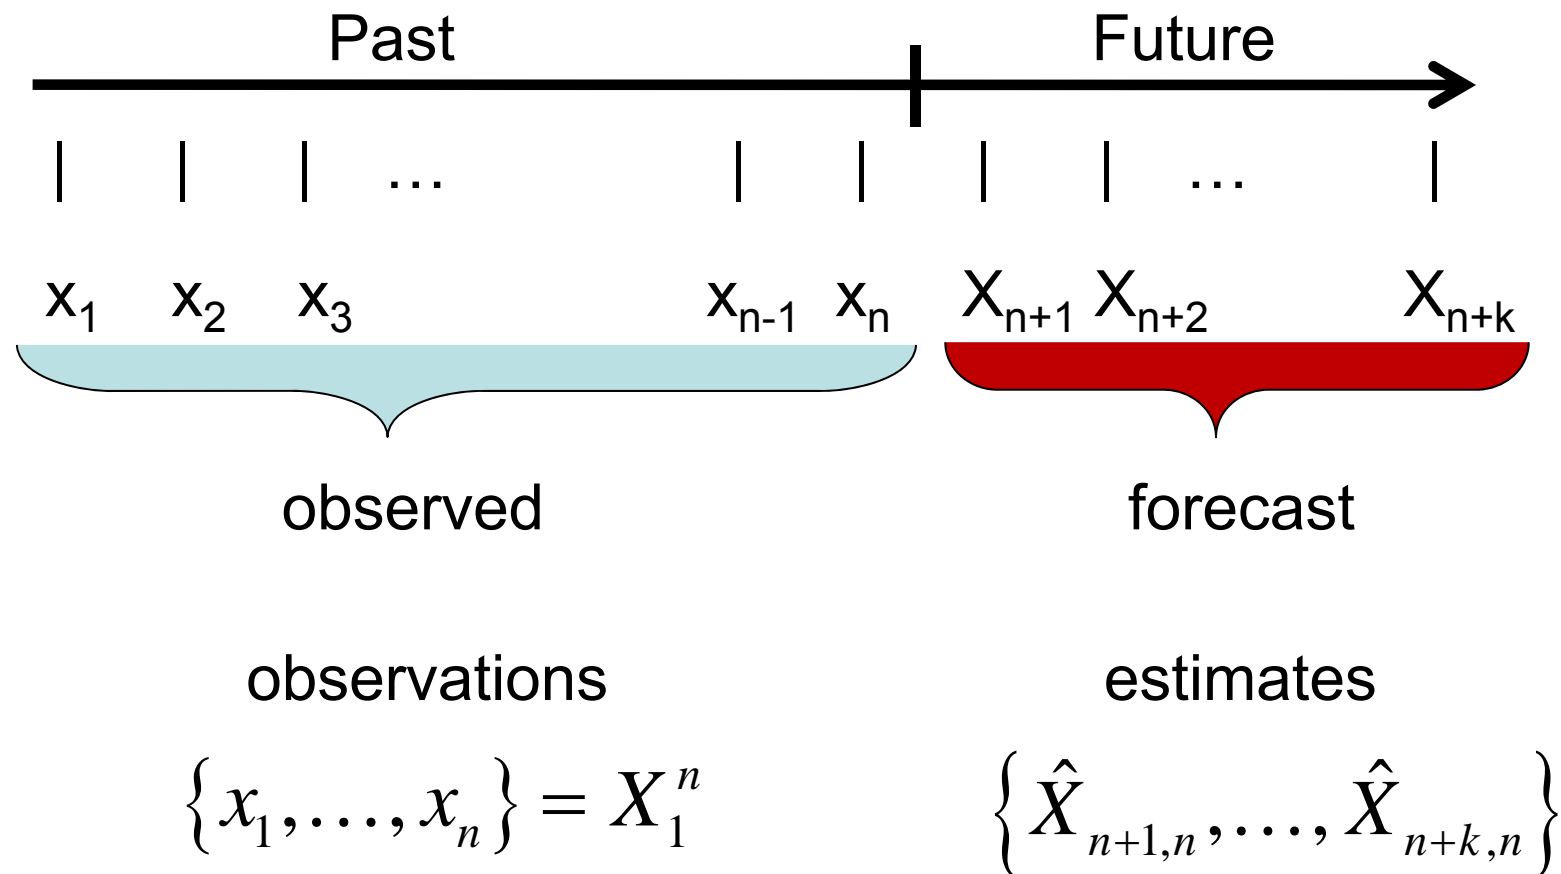 Past Future
| | | … | | | | … |
x₁ x₂ x₃ xₙ₋₁ xₙ Xₙ₊₁ Xₙ₊₂ Xₙ₊ₖ
observed forecast
observations estimates
{x₁,…,xₙ} = X₁ⁿ {X̂ₙ₊₁,ₙ,…,X̂ₙ₊ₖ,ₙ}